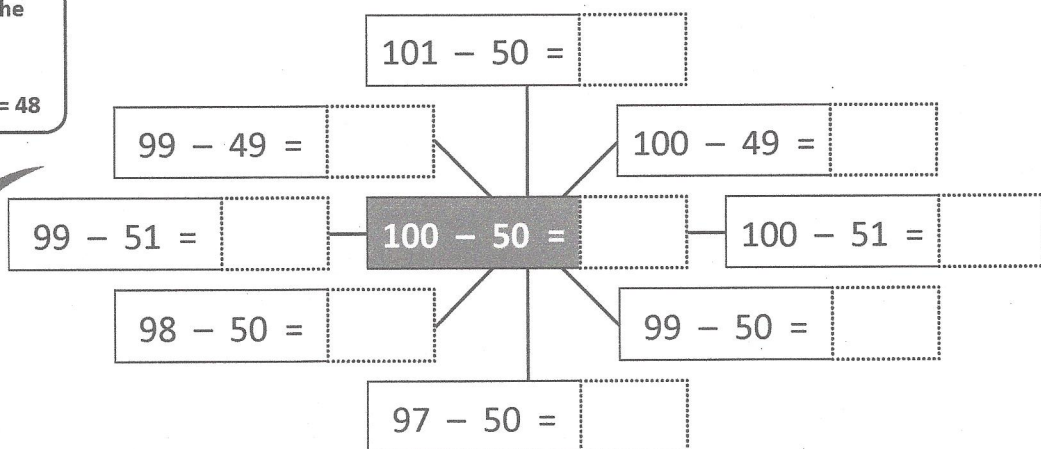 he
= 48
101 – 50 =
99 – 49 =
100 – 49 =
99 – 51 =
100 – 50 =
100 – 51 =
98 – 50 =
99 – 50 =
97 – 50 =